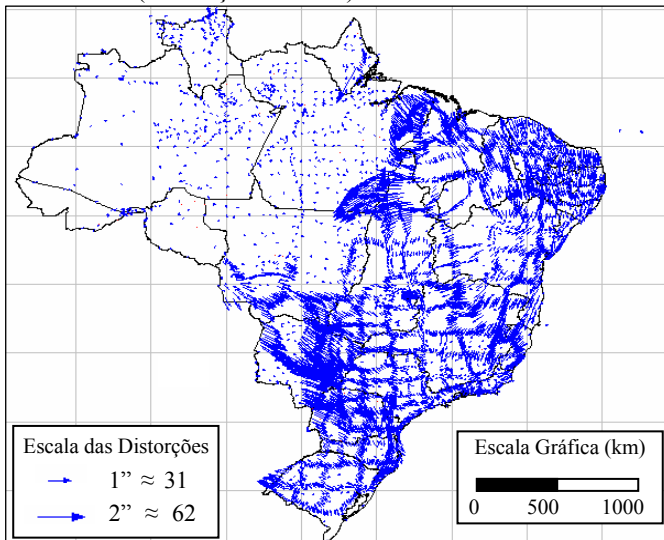 Escala das Distorções
1” ≈ 31
2” ≈ 62
Escala Gráfica (km)
0 500 1000